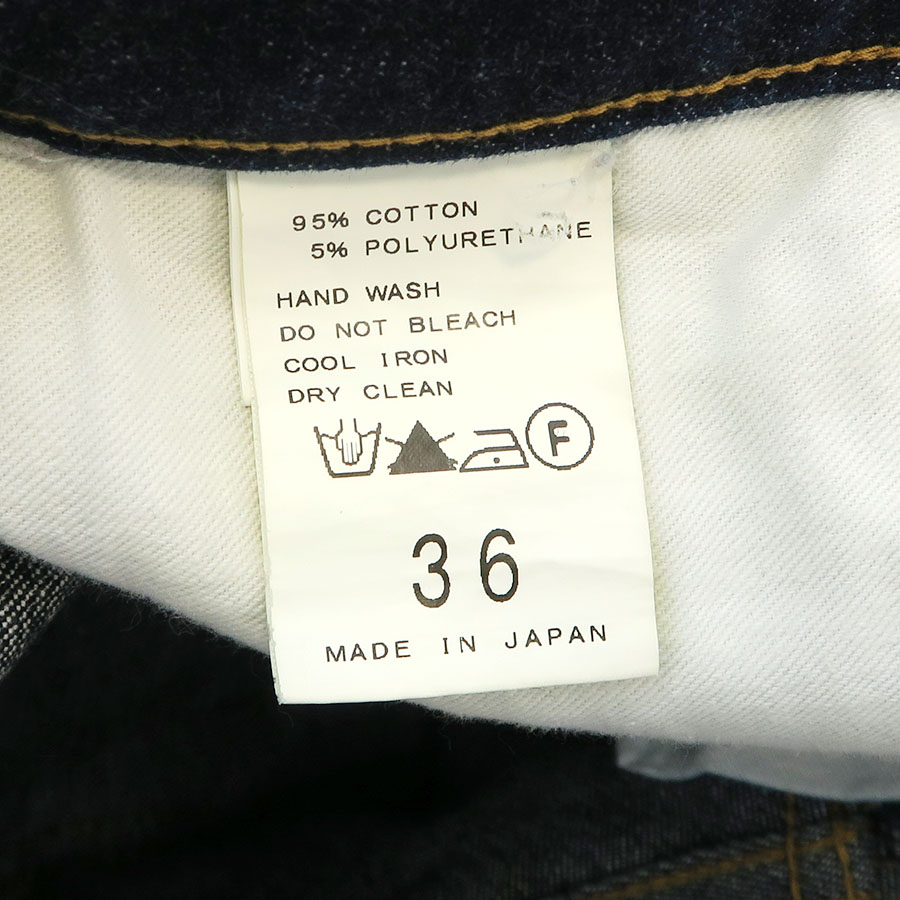 95% COTTON
5% POLYURETHANE
HAND WASH
DO NOT BLEACH
COOL IRON
DRY CLEAN
F
36
MADE IN JAPAN